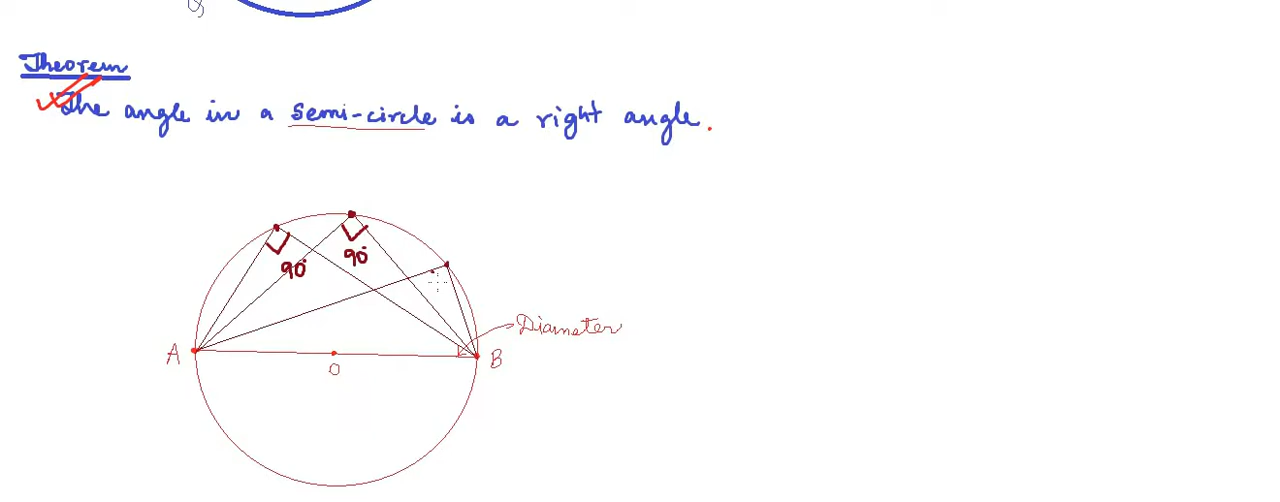 Theorem
The angle in a semi-circle is a right angle.
90°
90°
Diameter
A
B
O